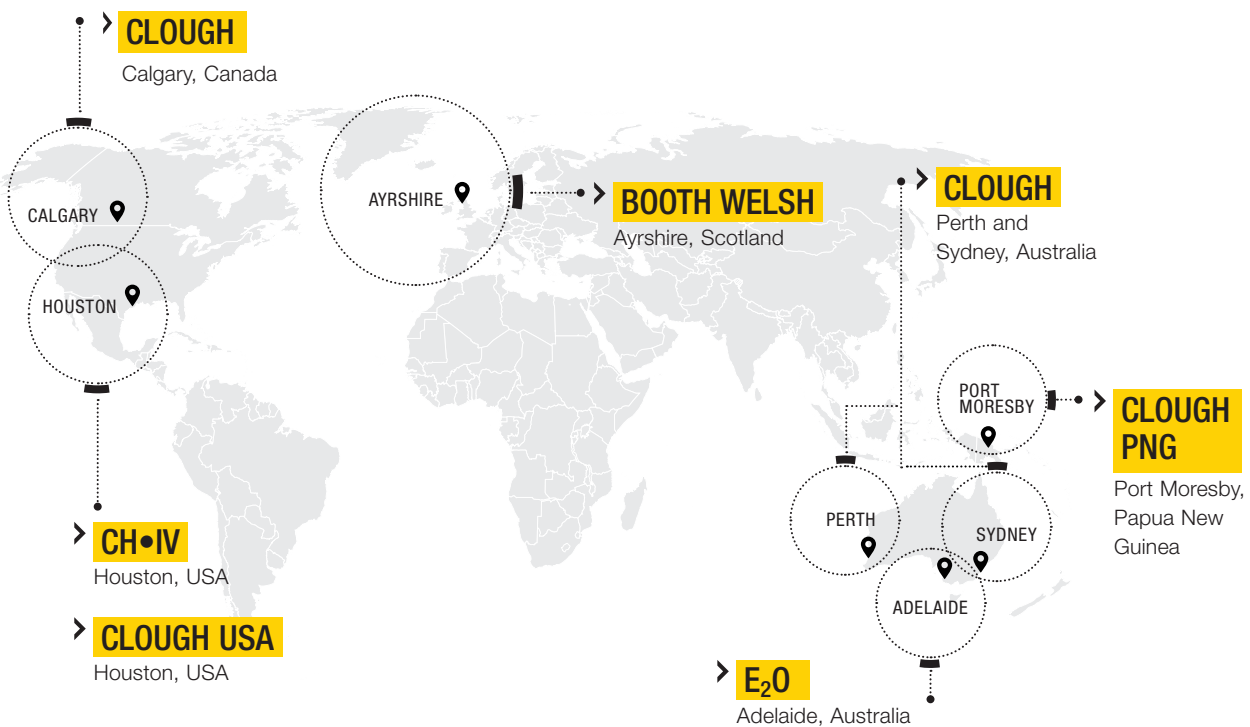 CLOUGH
Calgary, Canada
CALGARY
HOUSTON
CH•IV
Houston, USA
CLOUGH USA
Houston, USA
AYRSHIRE
BOOTH WELSH
Ayrshire, Scotland
CLOUGH
Perth and
Sydney, Australia
PORT
MORESBY
CLOUGH
PNG
Port Moresby,
Papua New
Guinea
PERTH
SYDNEY
ADELAIDE
E₂O
Adelaide, Australia